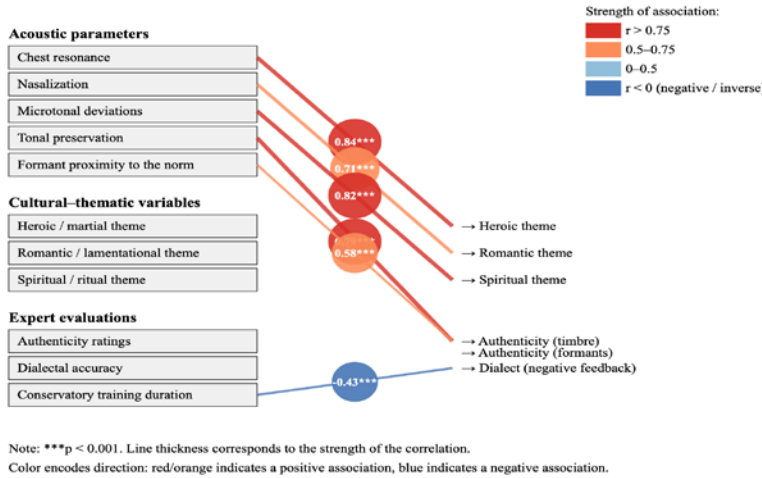 Strength of association:
r > 0.75
0.5–0.75
0–0.5
r < 0 (negative / inverse)
Acoustic parameters
Chest resonance
Nasalization
Microtonal deviations
Tonal preservation
Formant proximity to the norm
Cultural–thematic variables
Heroic / martial theme
Romantic / lamentational theme
Spiritual / ritual theme
Expert evaluations
Authenticity ratings
Dialectal accuracy
Conservatory training duration
0.84***
0.71***
0.82***
0.58***
-0.43***
→ Heroic theme
→ Romantic theme
→ Spiritual theme
→ Authenticity (timbre)
→ Authenticity (formants)
→ Dialect (negative feedback)
Note: ***p < 0.001. Line thickness corresponds to the strength of the correlation.
Color encodes direction: red/orange indicates a positive association, blue indicates a negative association.